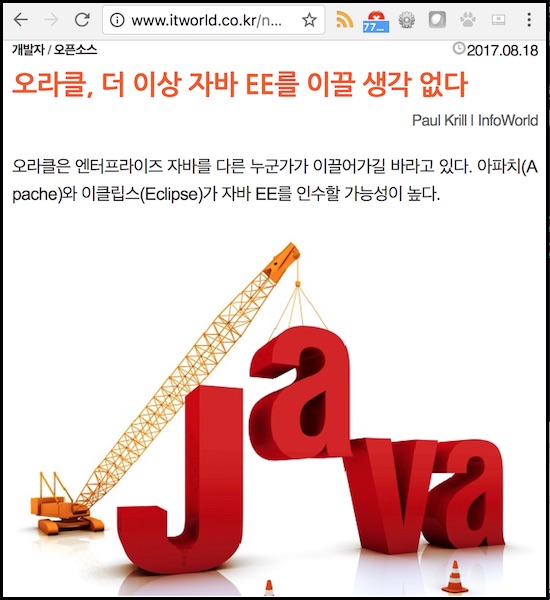 www.itworld.co.kr/n...
77...
개발자 / 오픈소스
2017.08.18
오라클, 더 이상 자바 EE를 이끌 생각 없다
Paul Krill | InfoWorld
오라클은 엔터프라이즈 자바를 다른 누군가가 이끌어가길 바라고 있다. 아파치(A
pache)와 이클립스(Eclipse)가 자바 EE를 인수할 가능성이 높다.
Java